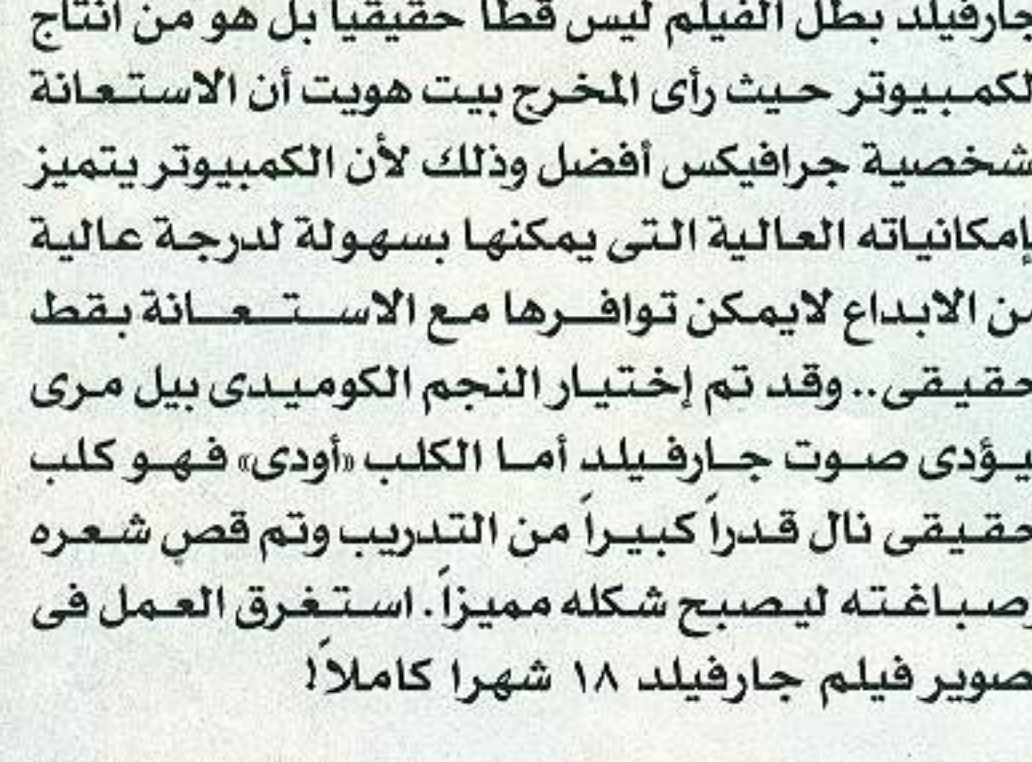 جارفيلد بطل الفيلم ليس قطا حقيقيا بل هو من انتاج
لكمبيوتر حيث رأى المخرج بيت هويت أن الاستعانة
شخصية جرافيكس أفضل وذلك لأن الكمبيوتر يتميز
إمكانياته العالية التى يمكنها بسهولة لدرجة عالية
من الابداع لايمكن توافرها مع الاستعانة بقط
حقيقى.. وقد تم إختيار النجم الكوميدى بيل مرى
يؤدى صوت جارفيلد أما الكلب «أودى» فهو كلب
حقيقى نال قدراً كبيراً من التدريب وتم قص شعره
وصباغته ليصبح شكله مميزاً. استغرق العمل فى
صوير فيلم جارفيلد ١٨ شهرا كاملاً!